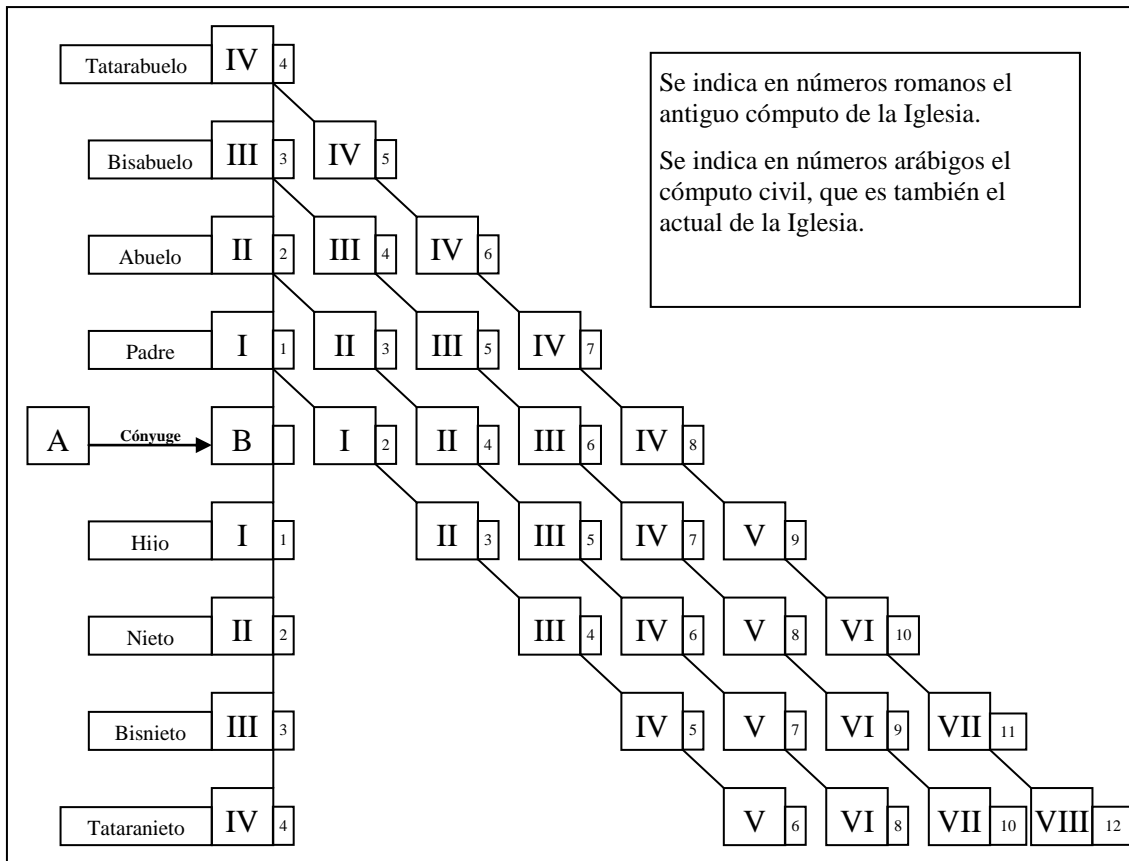 Tatarabuelo IV 4
Se indica en números romanos el
antiguo cómputo de la Iglesia.
Se indica en números arábigos el
cómputo civil, que es también el
actual de la Iglesia.
Bisabuelo III 3 IV 5
Abuelo II 2 III 4 IV 6
Padre I 1 II 3 III 5 IV 7
A Cónyuge B I 2 II 4 III 6 IV 8
Hijo I 1 II 3 III 5 IV 7 V 9
Nieto II 2 III 4 IV 6 V 8 VI 10
Bisnieto III 3 IV 5 V 7 VI 9 VII 11
Tataranieto IV 4 V 6 VI 8 VII 10 VIII 12